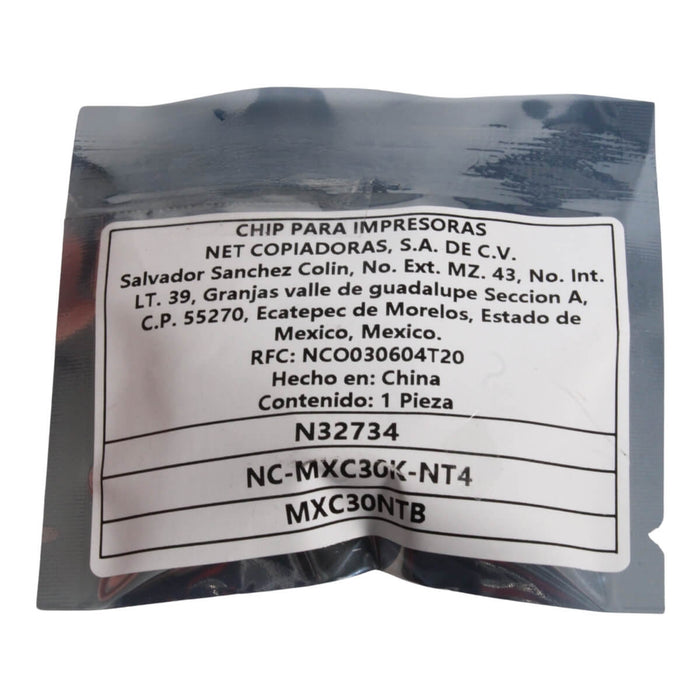 CHIP PARA IMPRESORAS
NET COPIADORAS, S.A. DE C.V.
Salvador Sanchez Colin, No. Ext. MZ. 43, No. Int.
LT. 39, Granjas valle de guadalupe Seccion A,
C.P. 55270, Ecatepec de Morelos, Estado de
Mexico, Mexico.
RFC: NCO030604T20
Hecho en: China
Contenido: 1 Pieza
N32734
NC-MXC30K-NT4
MXC30NTB